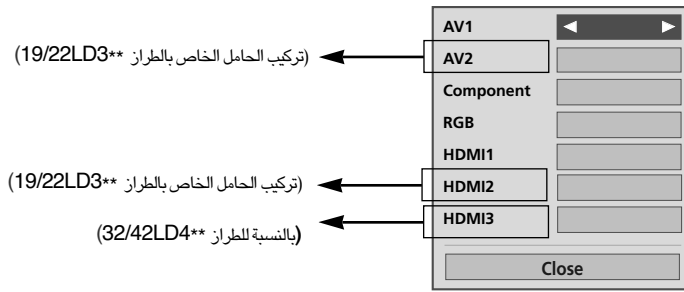 AV1
(تركيب الحامل الخاص بالطراز **19/22LD3)
AV2
Component
RGB
HDMI1
(تركيب الحامل الخاص بالطراز **19/22LD3)
HDMI2
(بالنسبة للطراز **32/42LD4)
HDMI3
Close